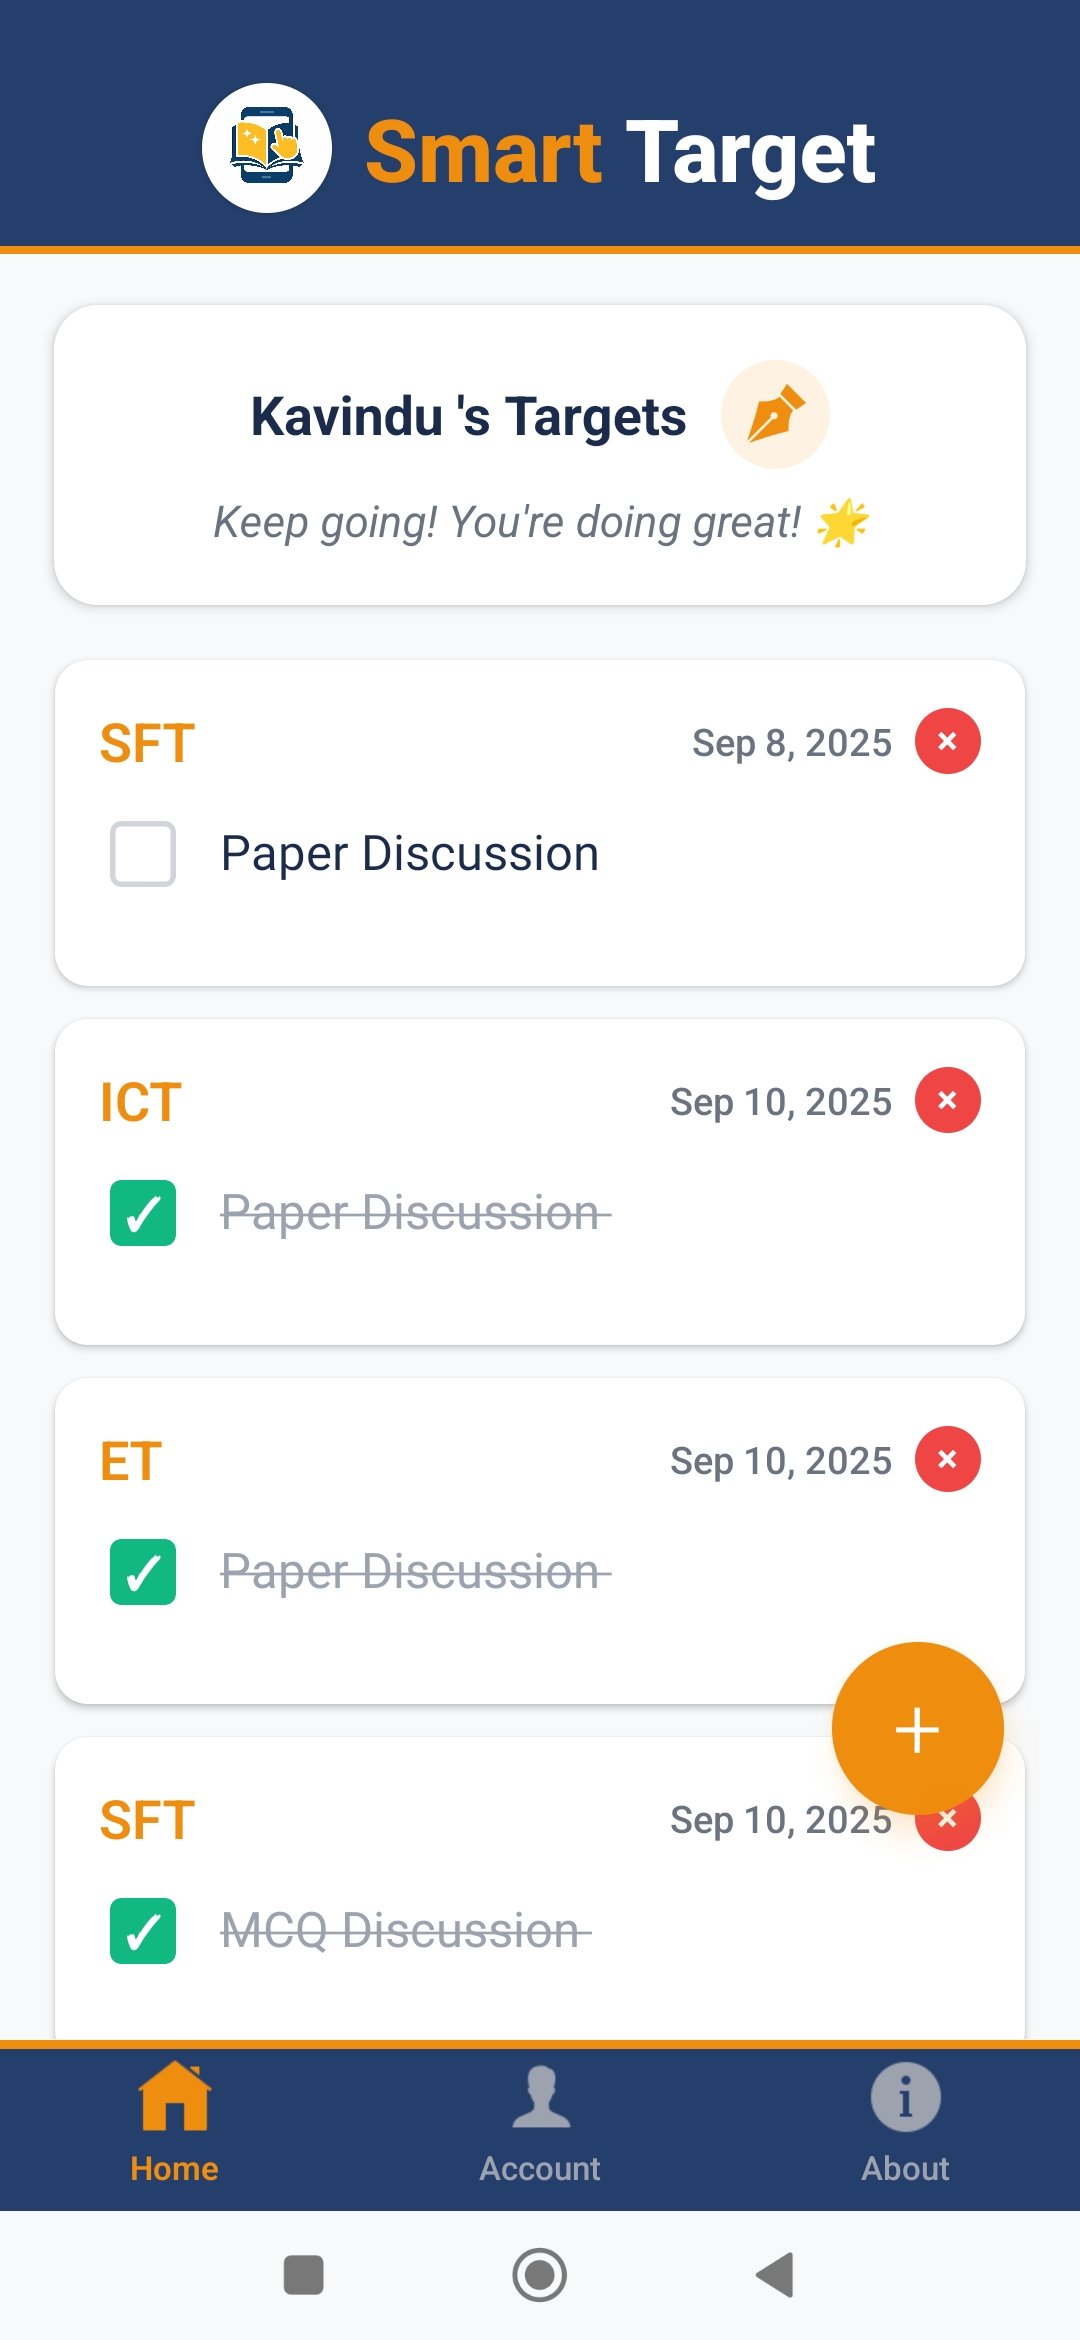 Smart Target
Kavindu 's Targets
Keep going! You're doing great! 🌟
SFT
Sep 8, 2025
×
Paper Discussion
ICT
Sep 10, 2025
×
✓ Paper Discussion
ET
Sep 10, 2025
×
✓ Paper Discussion
+
SFT
Sep 10, 2025
×
✓ MCQ Discussion
Home
Account
About